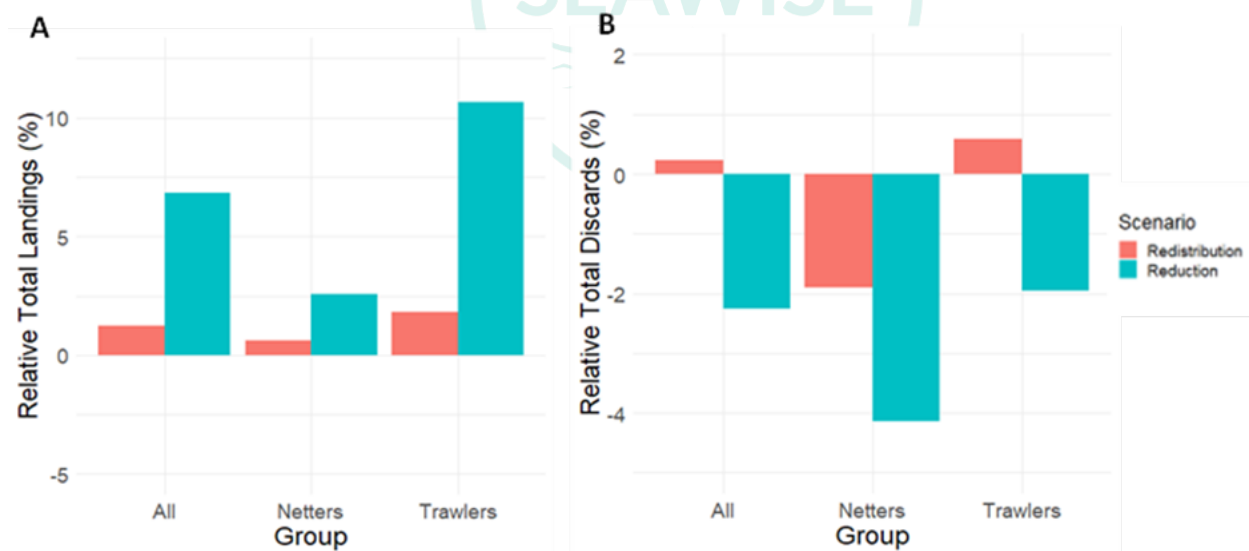 SEAWISE
A
Relative Total Landings (%)
10
5
0
-5
All Netters Trawlers
Group
B
Relative Total Discards (%)
2
0
-2
-4
All Netters Trawlers
Group
Scenario
Redistribution
Reduction